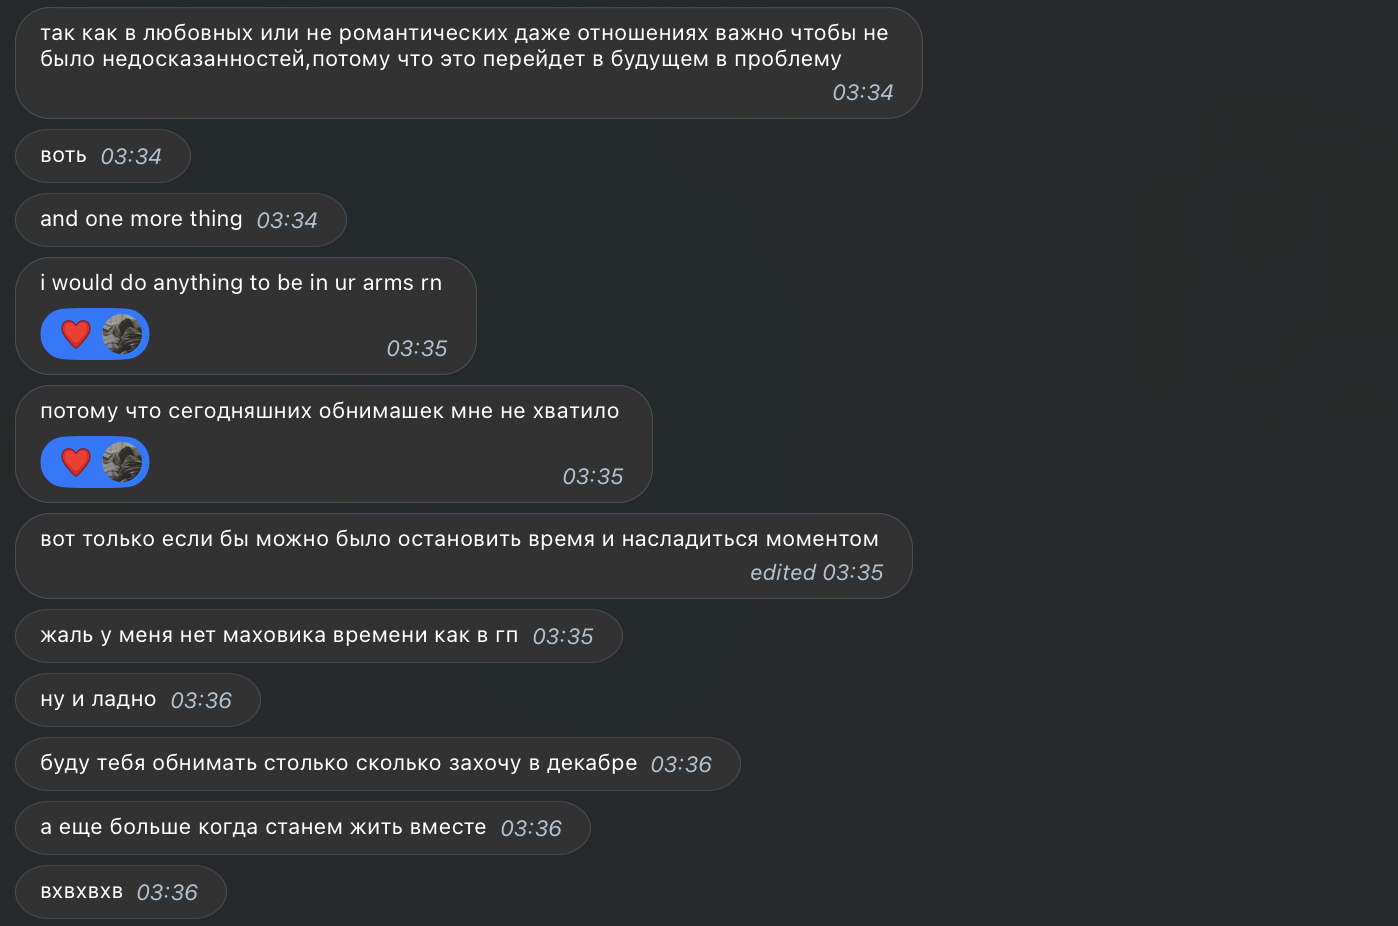 так как в любовных или не романтических даже отношениях важно чтобы не
было недосказанностей,потому что это перейдет в будущем в проблему
03:34
воть 03:34
and one more thing 03:34
i would do anything to be in ur arms rn
03:35
потому что сегодняшних обнимашек мне не хватило
03:35
вот только если бы можно было остановить время и насладиться моментом
edited 03:35
жаль у меня нет маховика времени как в гп 03:35
ну и ладно 03:36
буду тебя обнимать столько сколько захочу в декабре 03:36
а еще больше когда станем жить вместе 03:36
вхвхвхв 03:36